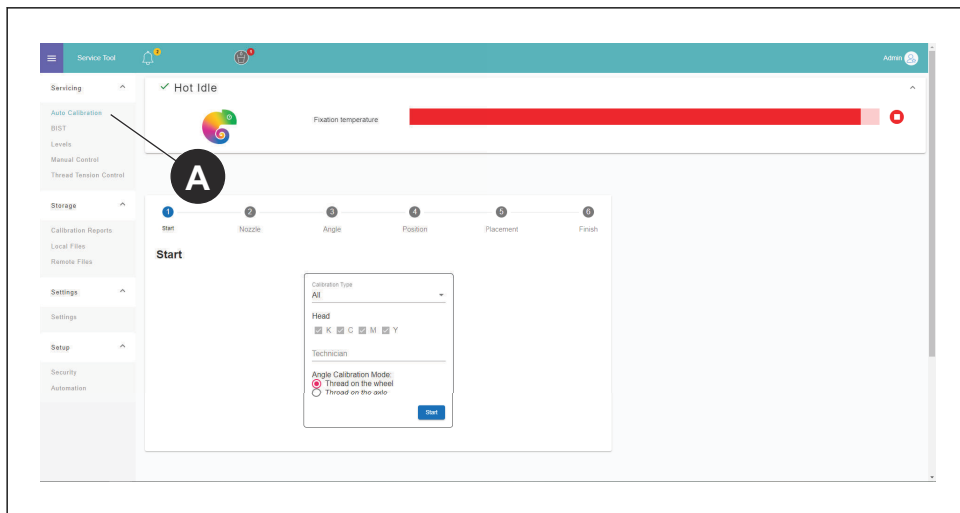 Service Tool
Admin
Servicing
Auto Calibration
BIST
Levels
Manual Control
Thread Tension Control
Storage
Calibration Reports
Local Files
Remote Files
Settings
Settings
Setup
Security
Automation
Hot Idle
Fixation temperature
A
1 2 3 4 5 6
Start Nozzle Angle Position Placement Finish
Start
Calibration Type
All
Head
K C M Y
Technician
Angle Calibration Mode:
Thread on the wheel
Thread on the axle
Start